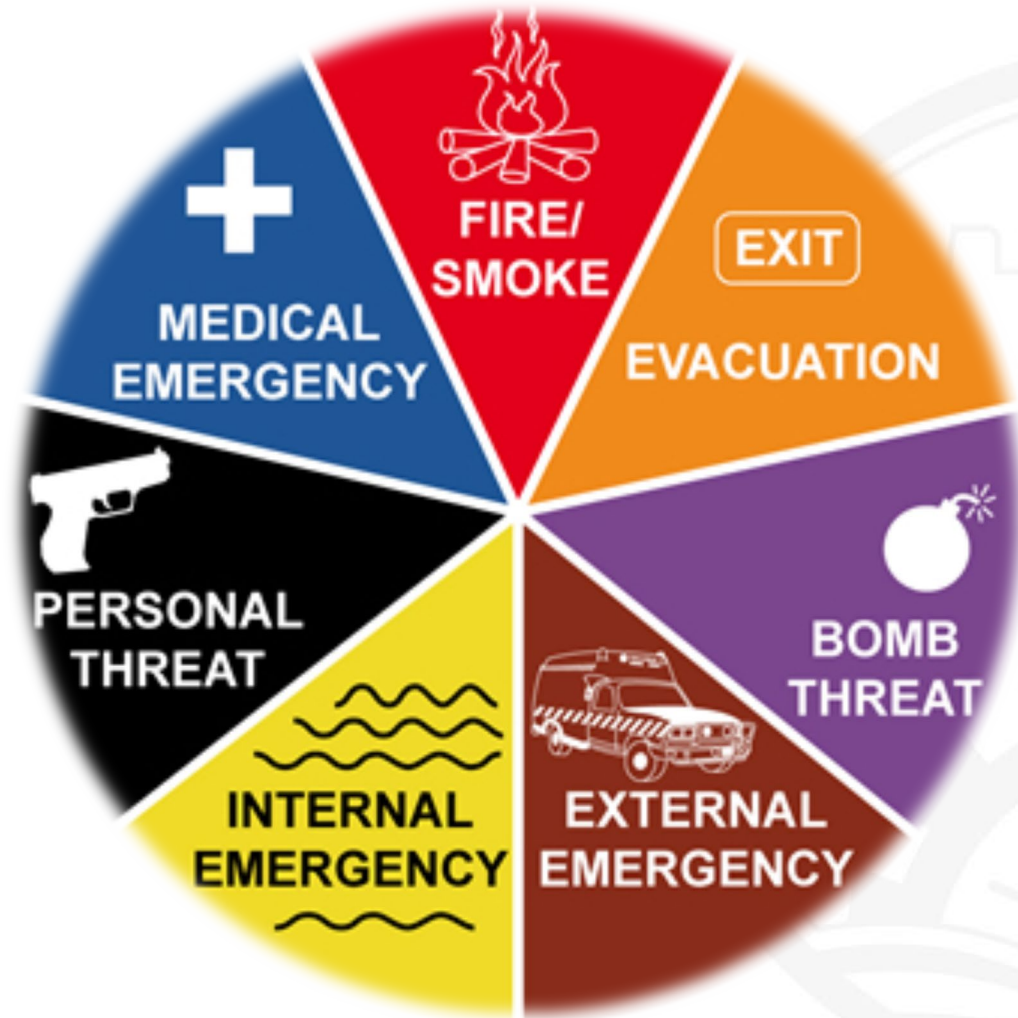 FIRE/
SMOKE
EXIT
EVACUATION
BOMB
THREAT
EXTERNAL
EMERGENCY
INTERNAL
EMERGENCY
PERSONAL
THREAT
MEDICAL
EMERGENCY